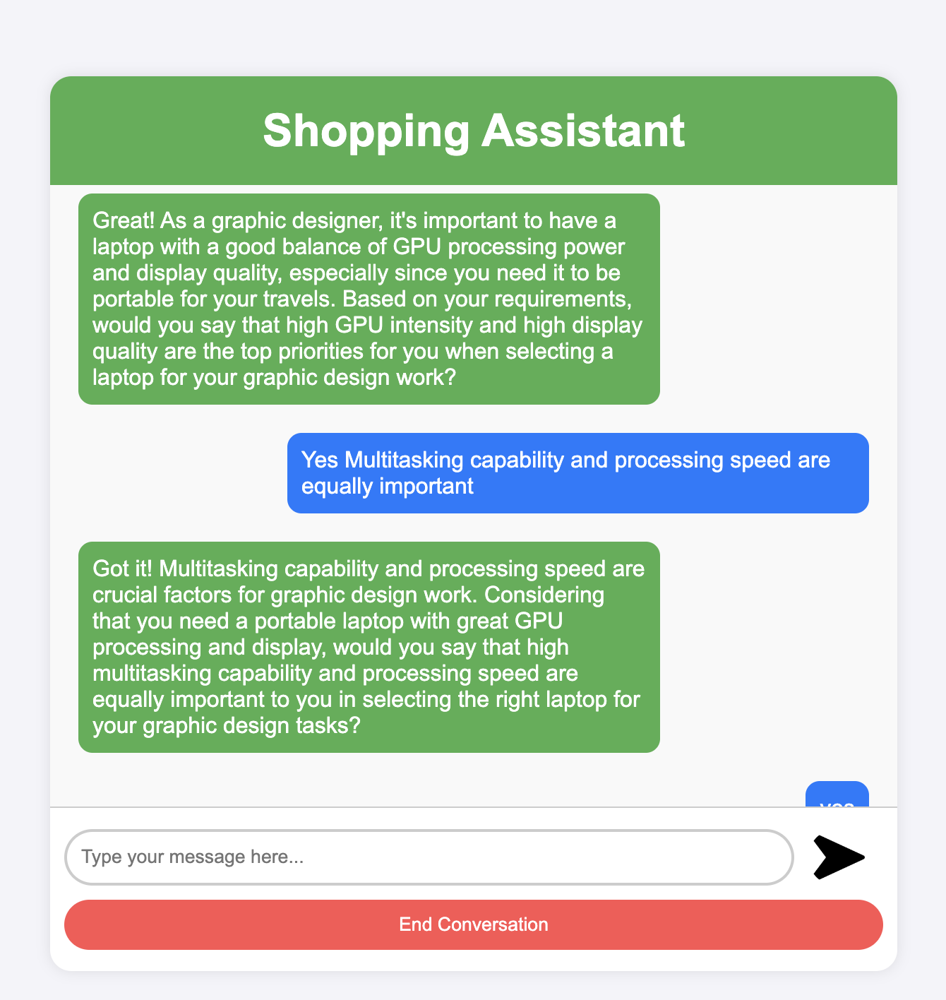 Shopping Assistant
Great! As a graphic designer, it's important to have a
laptop with a good balance of GPU processing power
and display quality, especially since you need it to be
portable for your travels. Based on your requirements,
would you say that high GPU intensity and high display
quality are the top priorities for you when selecting a
laptop for your graphic design work?
Yes Multitasking capability and processing speed are
equally important
Got it! Multitasking capability and processing speed are
crucial factors for graphic design work. Considering
that you need a portable laptop with great GPU
processing and display, would you say that high
multitasking capability and processing speed are
equally important to you in selecting the right laptop for
your graphic design tasks?
yes
Type your message here...
End Conversation